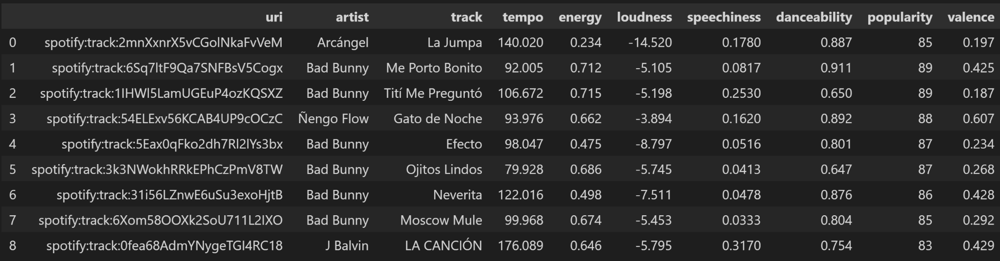 uri artist track tempo energy loudness speechiness danceability popularity valence
0 spotify:track:2mnXxnrX5vCGolNkaFvVeM Arcángel La Jumpa 140.020 0.234 -14.520 0.1780 0.887 85 0.197
1 spotify:track:6Sq7ltF9Qa7SNFBsV5Cogx Bad Bunny Me Porto Bonito 92.005 0.712 -5.105 0.0817 0.911 89 0.425
2 spotify:track:1IHWl5LamUGEuP4ozKQSXZ Bad Bunny Tití Me Preguntó 106.672 0.715 -5.198 0.2530 0.650 89 0.187
3 spotify:track:54ELExv56KCAB4UP9cOCzC Ñengo Flow Gato de Noche 93.976 0.662 -3.894 0.1620 0.892 88 0.607
4 spotify:track:5Eax0qFko2dh7Rl2lYs3bx Bad Bunny Efecto 98.047 0.475 -8.797 0.0516 0.801 87 0.234
5 spotify:track:3k3NWokhRRkEPhCzPmV8TW Bad Bunny Ojitos Lindos 79.928 0.686 -5.745 0.0413 0.647 87 0.268
6 spotify:track:31i56LZnwE6uSu3exoHjtB Bad Bunny Neverita 122.016 0.498 -7.511 0.0478 0.876 86 0.428
7 spotify:track:6Xom58OOXk2SoU711L2IXO Bad Bunny Moscow Mule 99.968 0.674 -5.453 0.0333 0.804 85 0.292
8 spotify:track:0fea68AdmYNygeTGI4RC18 J Balvin LA CANCIÓN 176.089 0.646 -5.795 0.3170 0.754 83 0.429